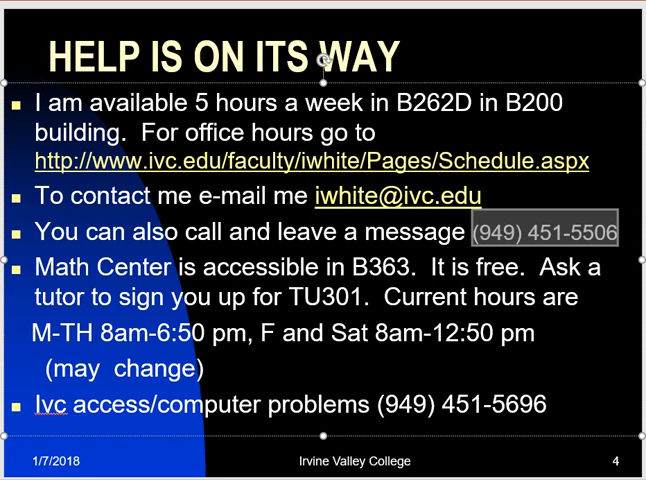 HELP IS ON ITS WAY
I am available 5 hours a week in B262D in B200
building. For office hours go to
http://www.ivc.edu/faculty/iwhite/Pages/Schedule.aspx
To contact me e-mail me iwhite@ivc.edu
You can also call and leave a message (949) 451-5506
Math Center is accessible in B363. It is free. Ask a
tutor to sign you up for TU301. Current hours are
M-TH 8am-6:50 pm, F and Sat 8am-12:50 pm
(may change)
Ivc access/computer problems (949) 451-5696
1/7/2018 Irvine Valley College 4